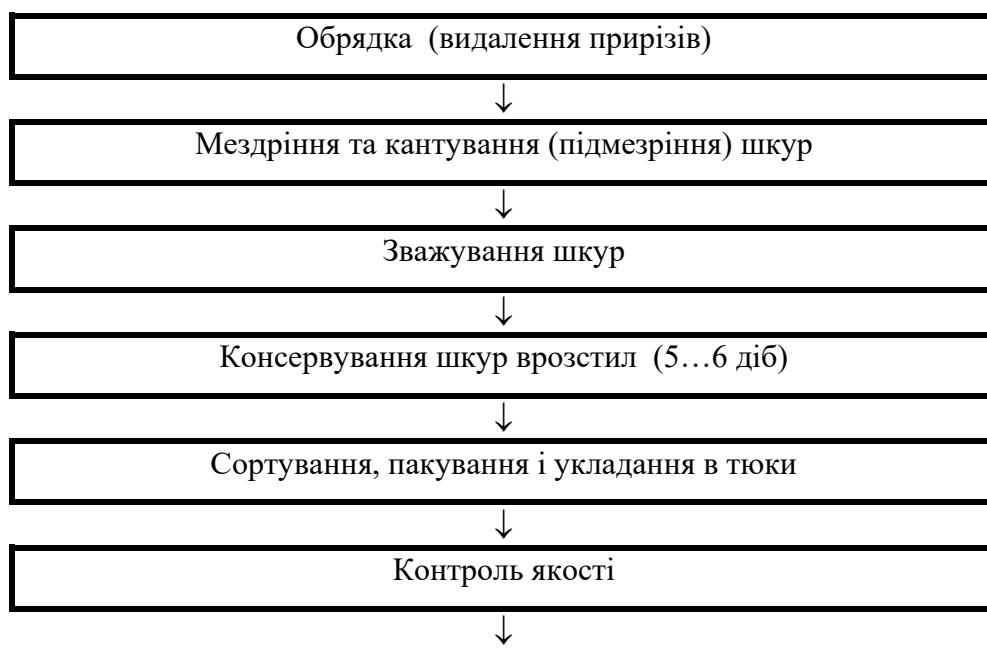 Обрядка (видалення прирізів)
↓
Мездріння та кантування (підмезріння) шкур
↓
Зважування шкур
↓
Консервування шкур врозстил (5…6 діб)
↓
Сортування, пакування і укладання в тюки
↓
Контроль якості
↓